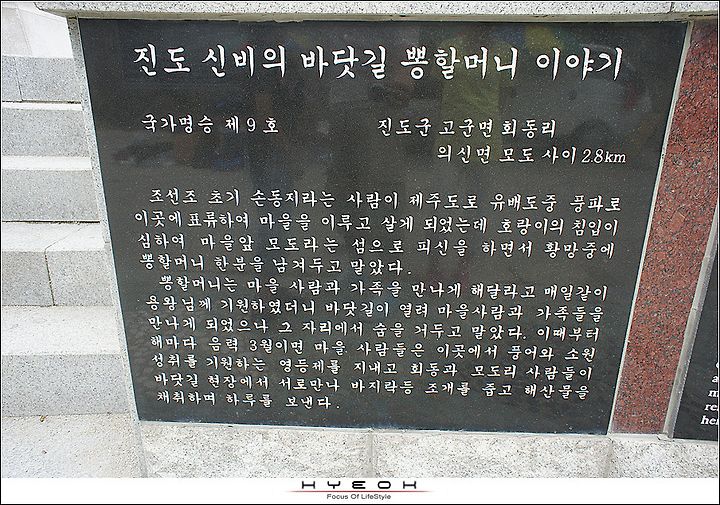 진도 신비의 바닷길 뽕할머니 이야기
국가명승 제 9 호
진도군 고군면 회동리
의신면 모도 사이 2.8km
조선조 초기 손동지라는 사람이 제주도로 유배도중 풍파로
이곳에 표류하여 마을을 이루고 살게 되었는데 호랑이의 침입이
심하여 마을앞 모도라는 섬으로 피신을 하면서 황망중에
뽕할머니 한분을 남겨두고 말았다.
뽕할머니는 마을 사람과 가족을 만나게 해달라고 매일같이
용왕님께 기원하였더니 바닷길이 열려 마을사람과 가족들을
만나게 되었으나 그 자리에서 숨을 거두고 말았다. 이때부터
해마다 음력 3월이면 마을 사람들은 이곳에서 풍어와 소원
성취를 기원하는 영등제를 지내고 회동과 모도리 사람들이
바닷길 현장에서 서로만나 바지락등 조개를 줍고 해산물을
채취하며 하루를 보낸다.
HYEOK
Focus Of LifeStyle